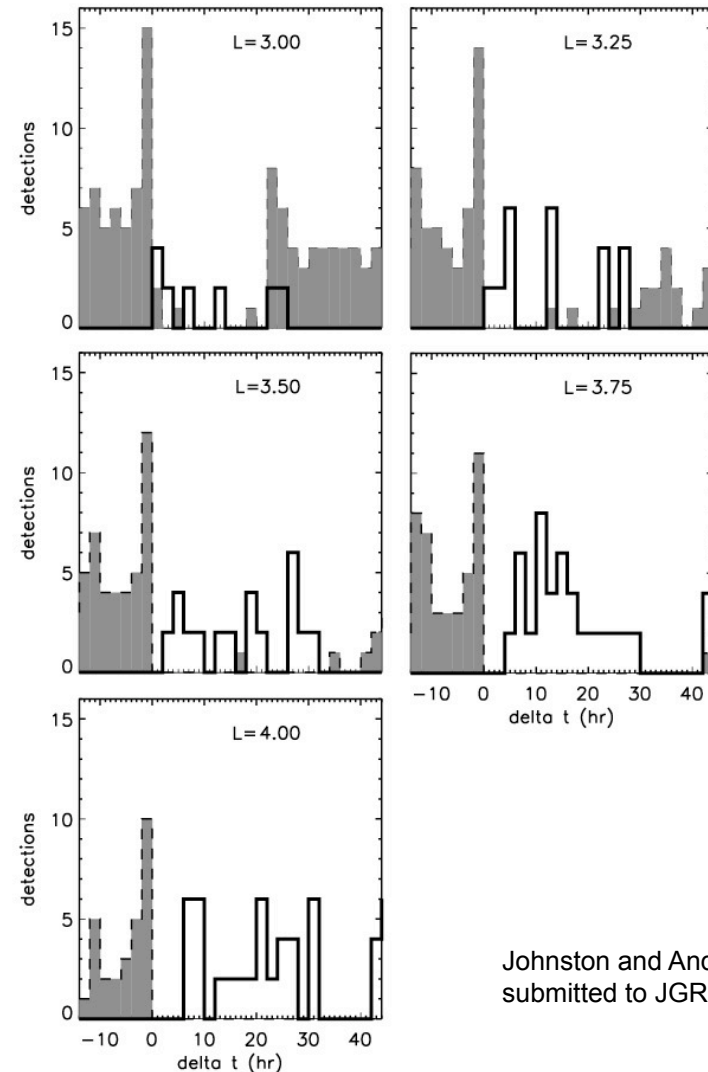 L=3.00
L=3.25
15
10
5
0
detections
L=3.50
L=3.75
15
10
5
0
detections
−10 0 10 20 30 40
delta t (hr)
L=4.00
15
10
5
0
detections
−10 0 10 20 30 40
delta t (hr)
Johnston and
submitted to JGR